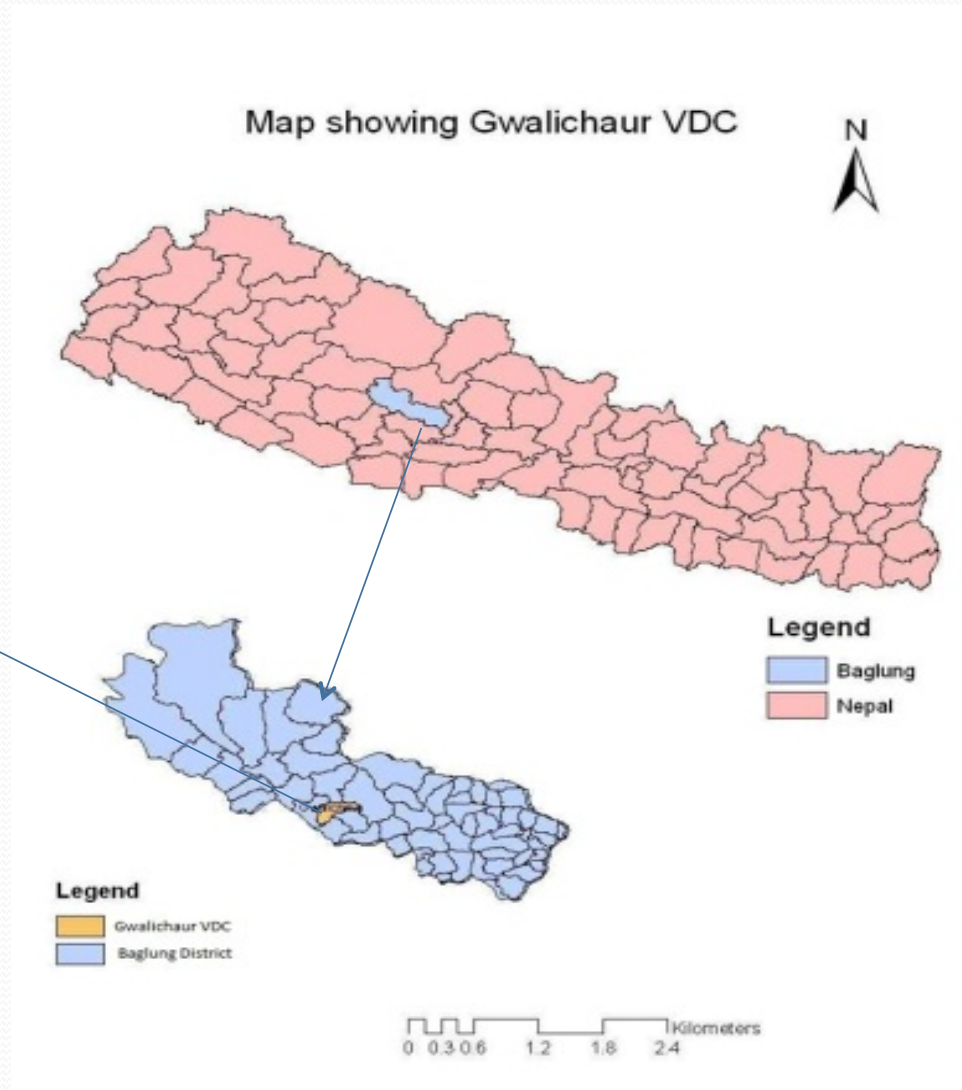 Map showing Gwalichaur VDC
N
Legend
Baglung
Nepal
Legend
Gwalichaur VDC
Baglung District
Kilometers
0 0.3 0.6 1.2 1.8 2.4